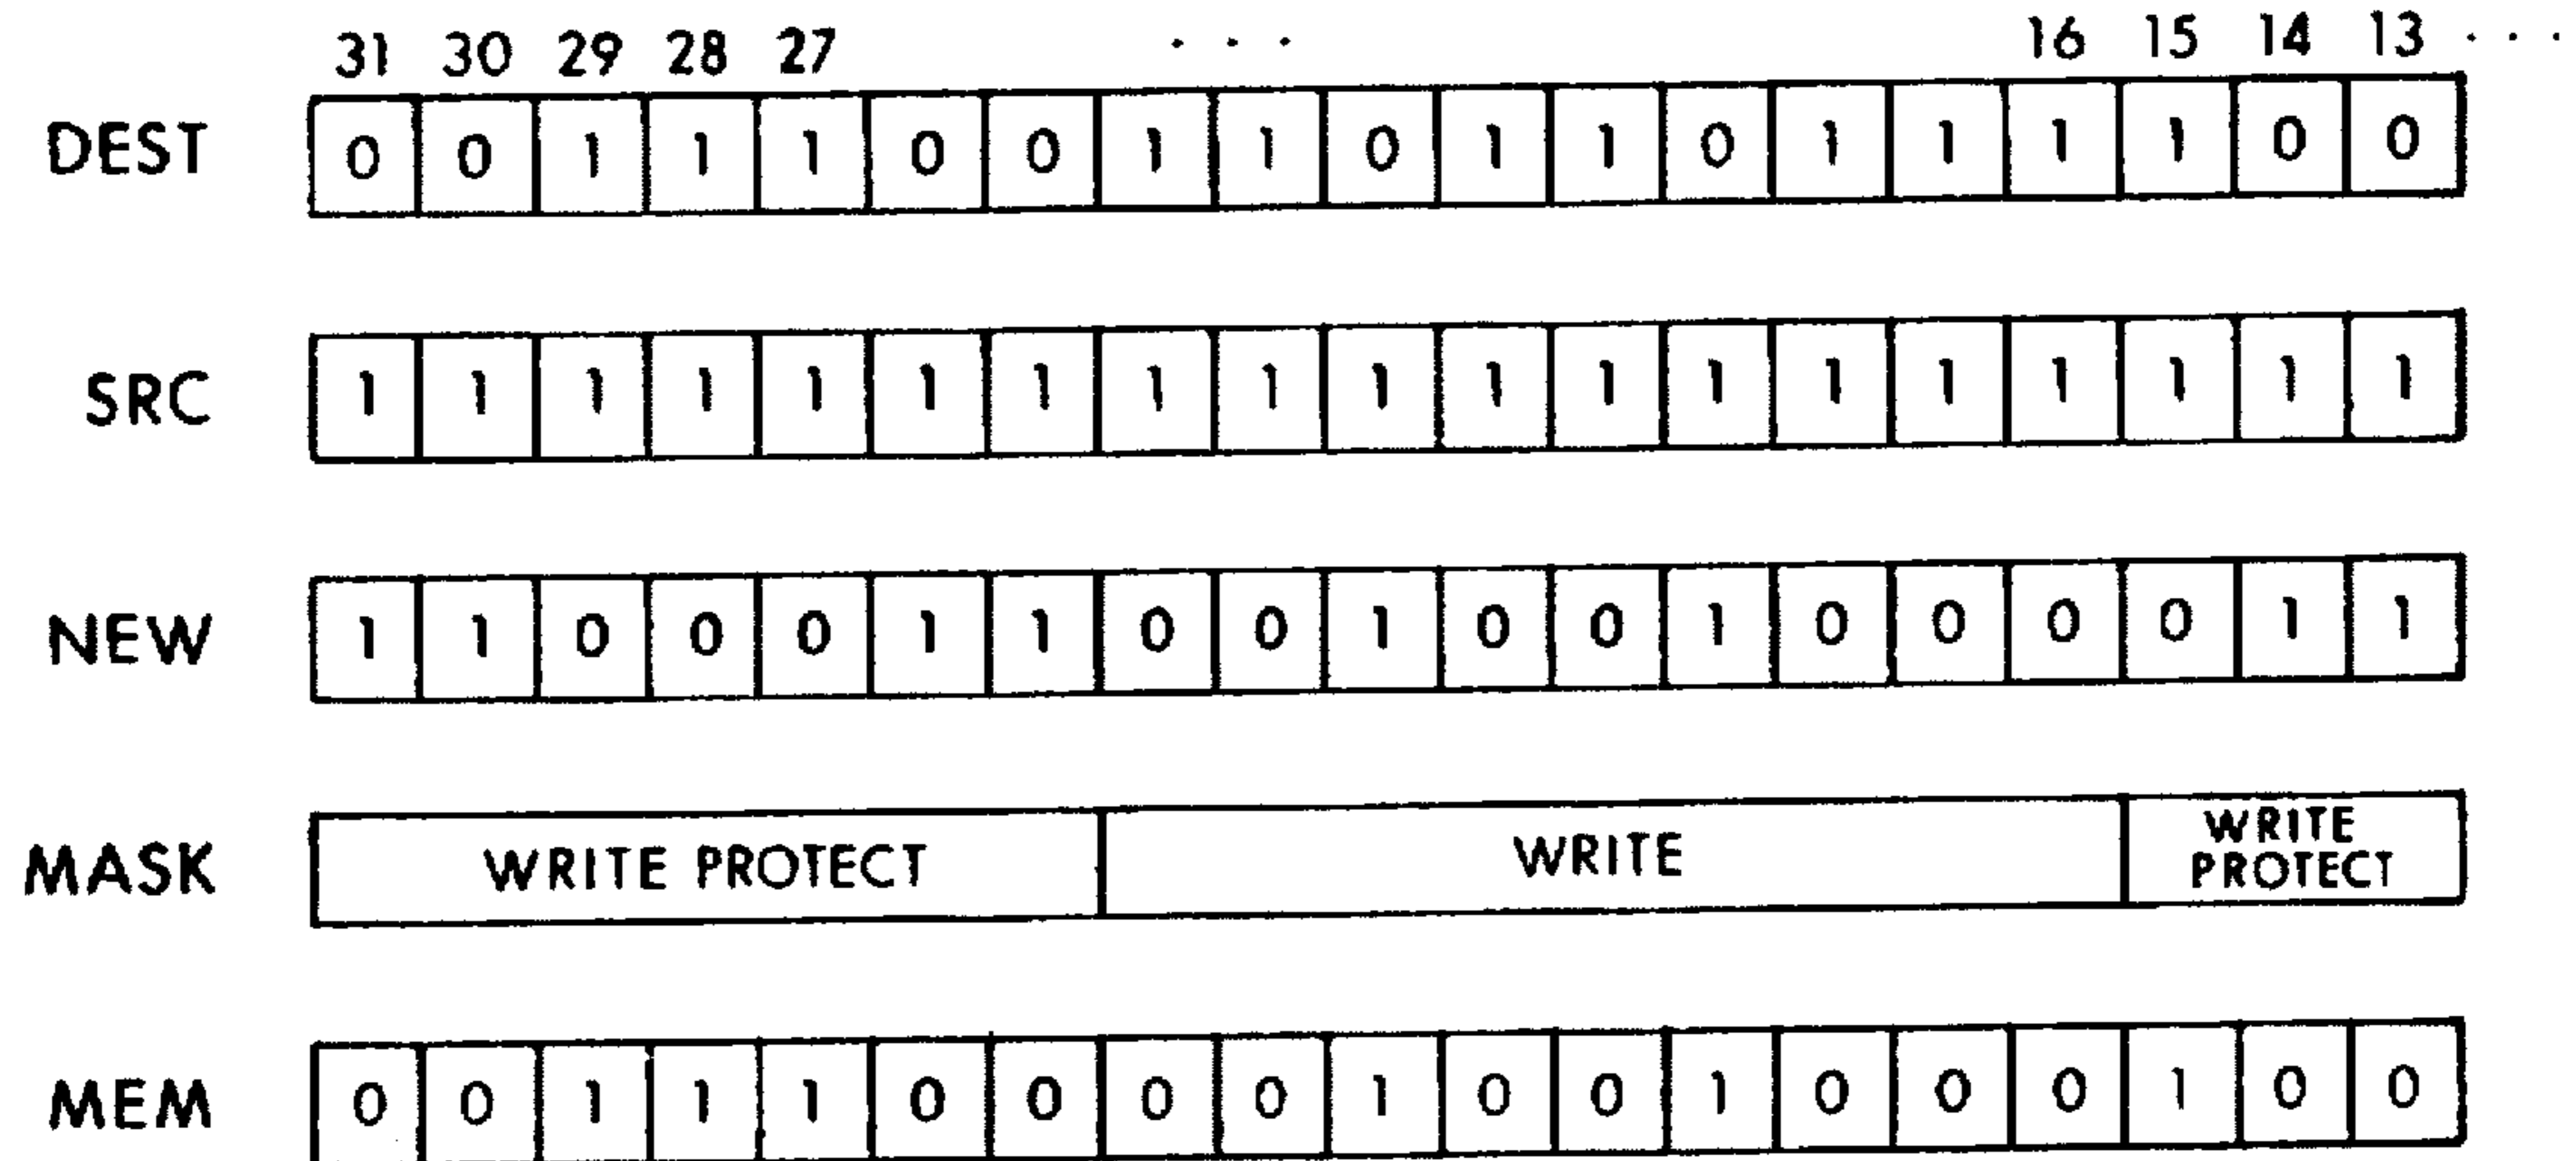 31 30 29 28 27 . . . 16 15 14 13 . . .
DEST 0 0 1 1 1 0 0 1 1 0 1 1 0 1 1 1 1 0 0
SRC 1 1 1 1 1 1 1 1 1 1 1 1 1 1 1 1 1 1 1
NEW 1 1 0 0 0 1 1 0 0 1 0 0 1 0 0 0 0 1 1
MASK WRITE PROTECT WRITE WRITE PROTECT
MEM 0 0 1 1 1 0 0 0 0 1 0 0 1 0 0 0 1 0 0